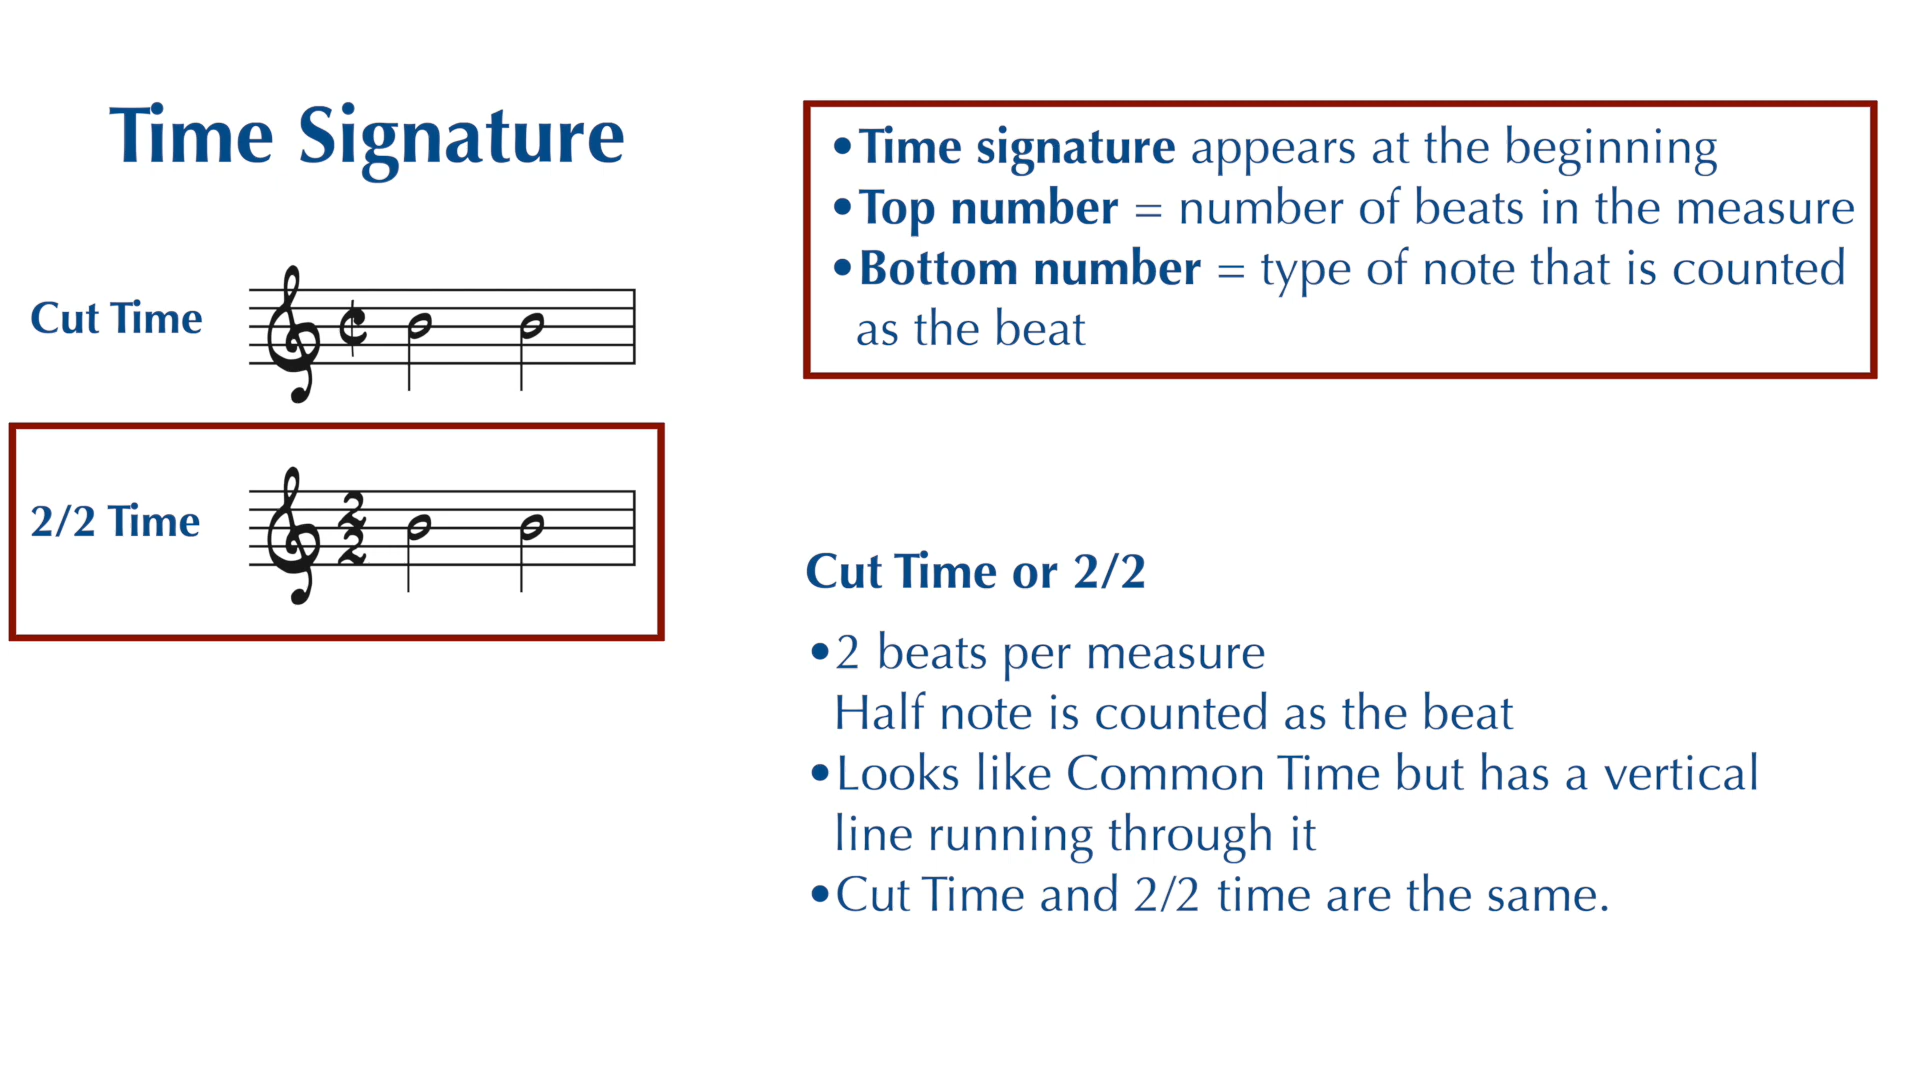 Time Signature
•Time signature appears at the beginning
•Top number = number of beats in the measure
•Bottom number = type of note that is counted
as the beat
Cut Time
2/2 Time
2
2
Cut Time or 2/2
•2 beats per measure
Half note is counted as the beat
•Looks like Common Time but has a vertical
line running through it
•Cut Time and 2/2 time are the same.